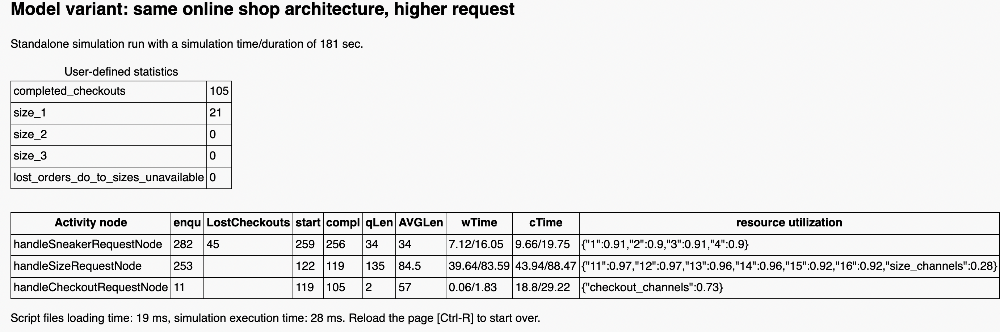 Model variant: same online shop architecture, higher request
Standalone simulation run with a simulation time/duration of 181 sec.
User-defined statistics
completed_checkouts 105
size_1 21
size_2 0
size_3 0
lost_orders_do_to_sizes_unavailable 0
Activity node enqu LostCheckouts start compl qLen AVGLen wTime cTime resource utilization
handleSneakerRequestNode 282 45 259 256 34 34 7.12/16.05 9.66/19.75 {"1":0.91,"2":0.9,"3":0.91,"4":0.9}
handleSizeRequestNode 253 122 119 135 84.5 39.64/83.59 43.94/88.47 {"11":0.97,"12":0.97,"13":0.96,"14":0.96,"15":0.92,"16":0.92,"size_channels":0.28}
handleCheckoutRequestNode 11 119 105 2 57 0.06/1.83 18.8/29.22 {"checkout_channels":0.73}
Script files loading time: 19 ms, simulation execution time: 28 ms. Reload the page [Ctrl-R] to start over.